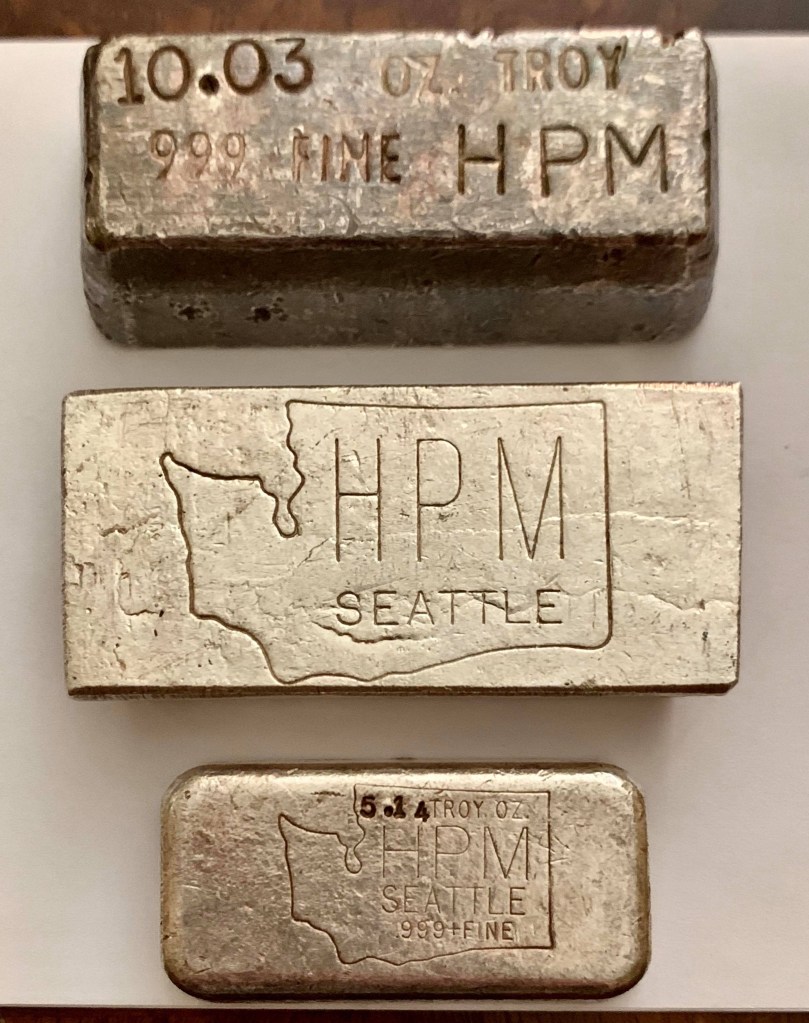 10.03 OZ. TROY
999 FINE HPM
HPM
SEATTLE
5.14 TROY OZ.
HPM
SEATTLE
.999+FINE